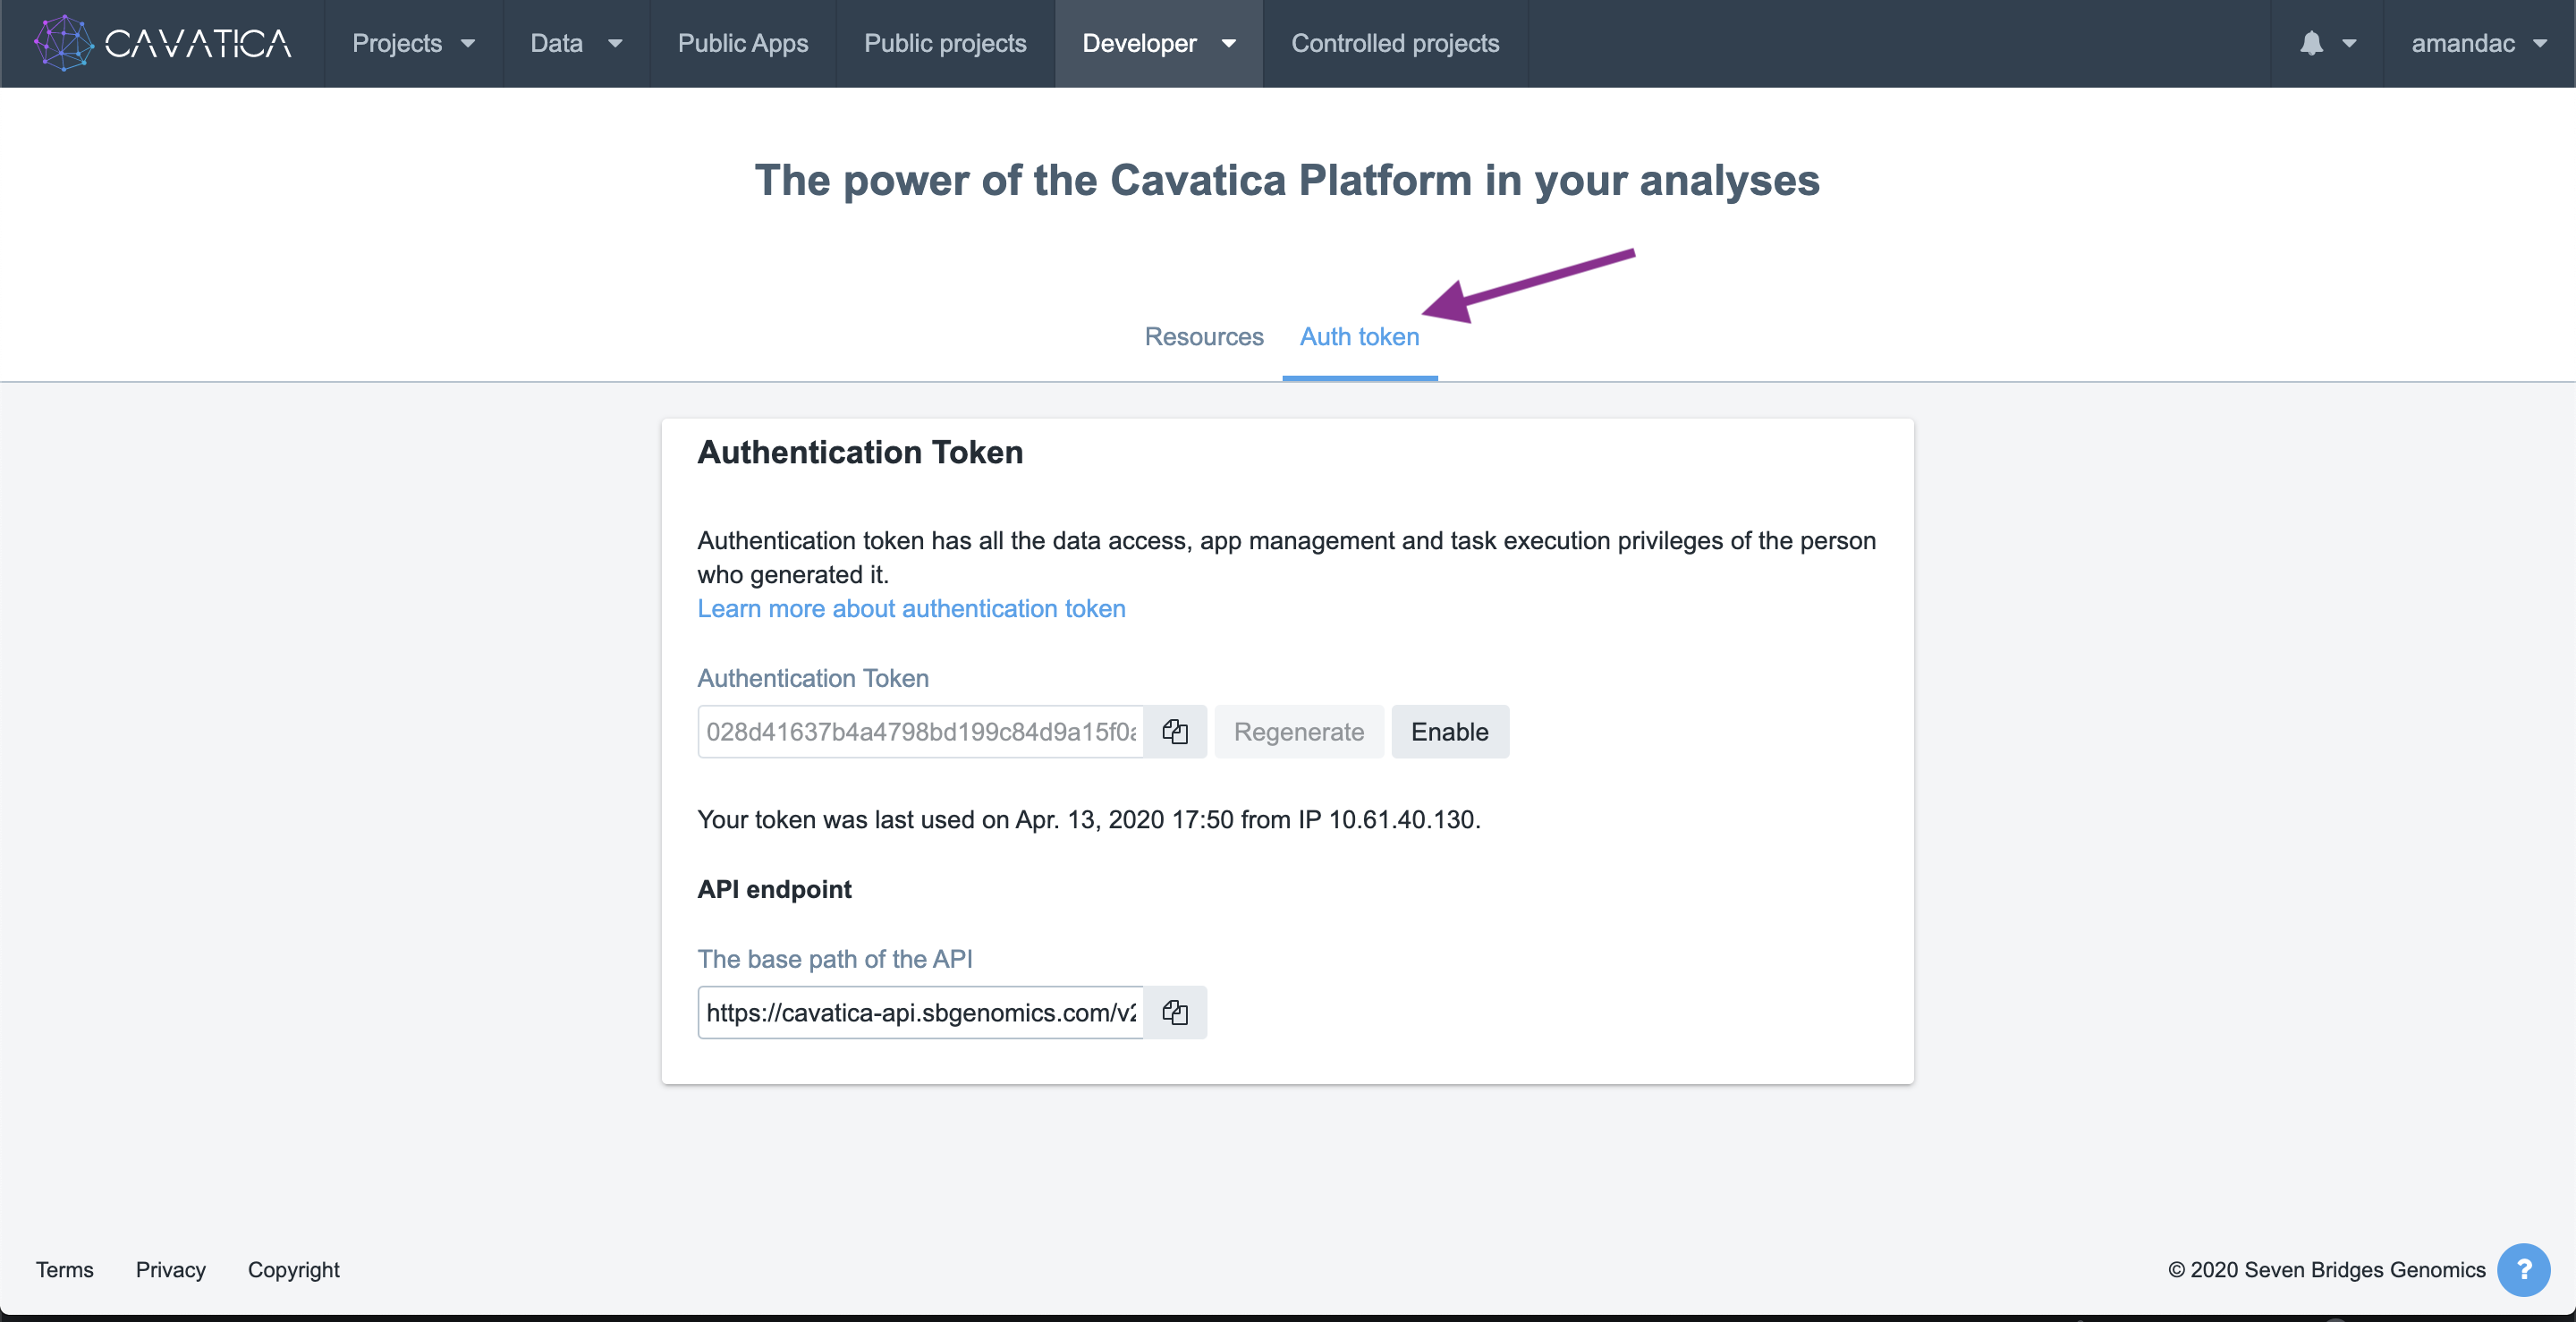 CAVATICA Projects Data Public Apps Public projects Developer Controlled projects amandac
The power of the Cavatica Platform in your analyses
Resources Auth token
Authentication Token
Authentication token has all the data access, app management and task execution privileges of the person
who generated it.
Learn more about authentication token
Authentication Token
028d41637b4a4798bd199c84d9a15f0a Regenerate Enable
Your token was last used on Apr. 13, 2020 17:50 from IP 10.61.40.130.
API endpoint
The base path of the API
https://cavatica-api.sbgenomics.com/v2
Terms Privacy Copyright © 2020 Seven Bridges Genomics ?